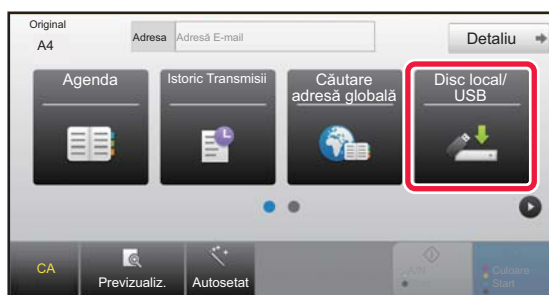 Original
A4
Adresa
Adresă E-mail
Detaliu
Agenda
Istoric Transmisii
Căutare
adresă globală
Disc local/
USB
CA
Previzualiz.
Autosetat
Culoare
Start